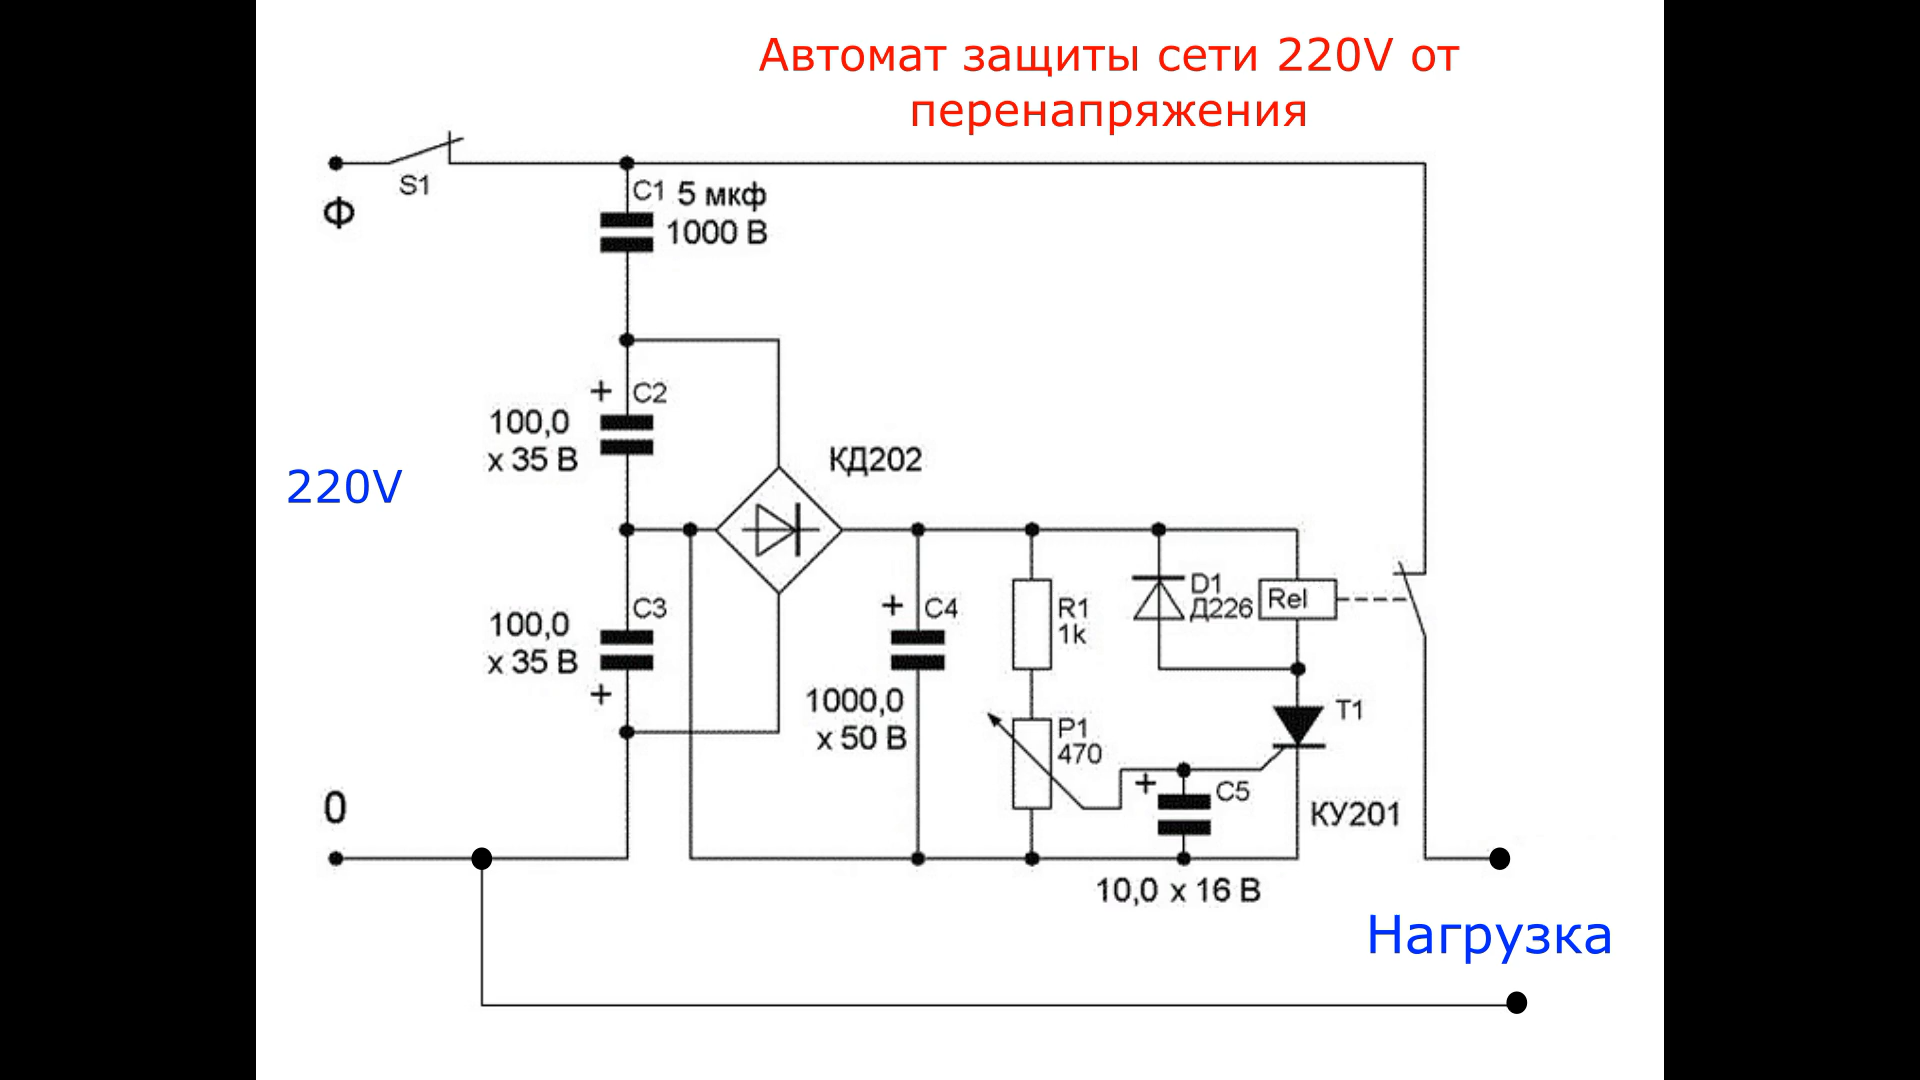 Автомат защиты сети 220V от
перенапряжения
S1
Ф
C1 5 мкф
1000 В
+ C2
100,0
х 35 В
КД202
220V
C3
100,0
х 35 В
+
+ C4
1000,0
х 50 В
R1
1k
D1
Д226
Rel
P1
470
T1
+ C5
КУ201
0
10,0 х 16 В
Нагрузка